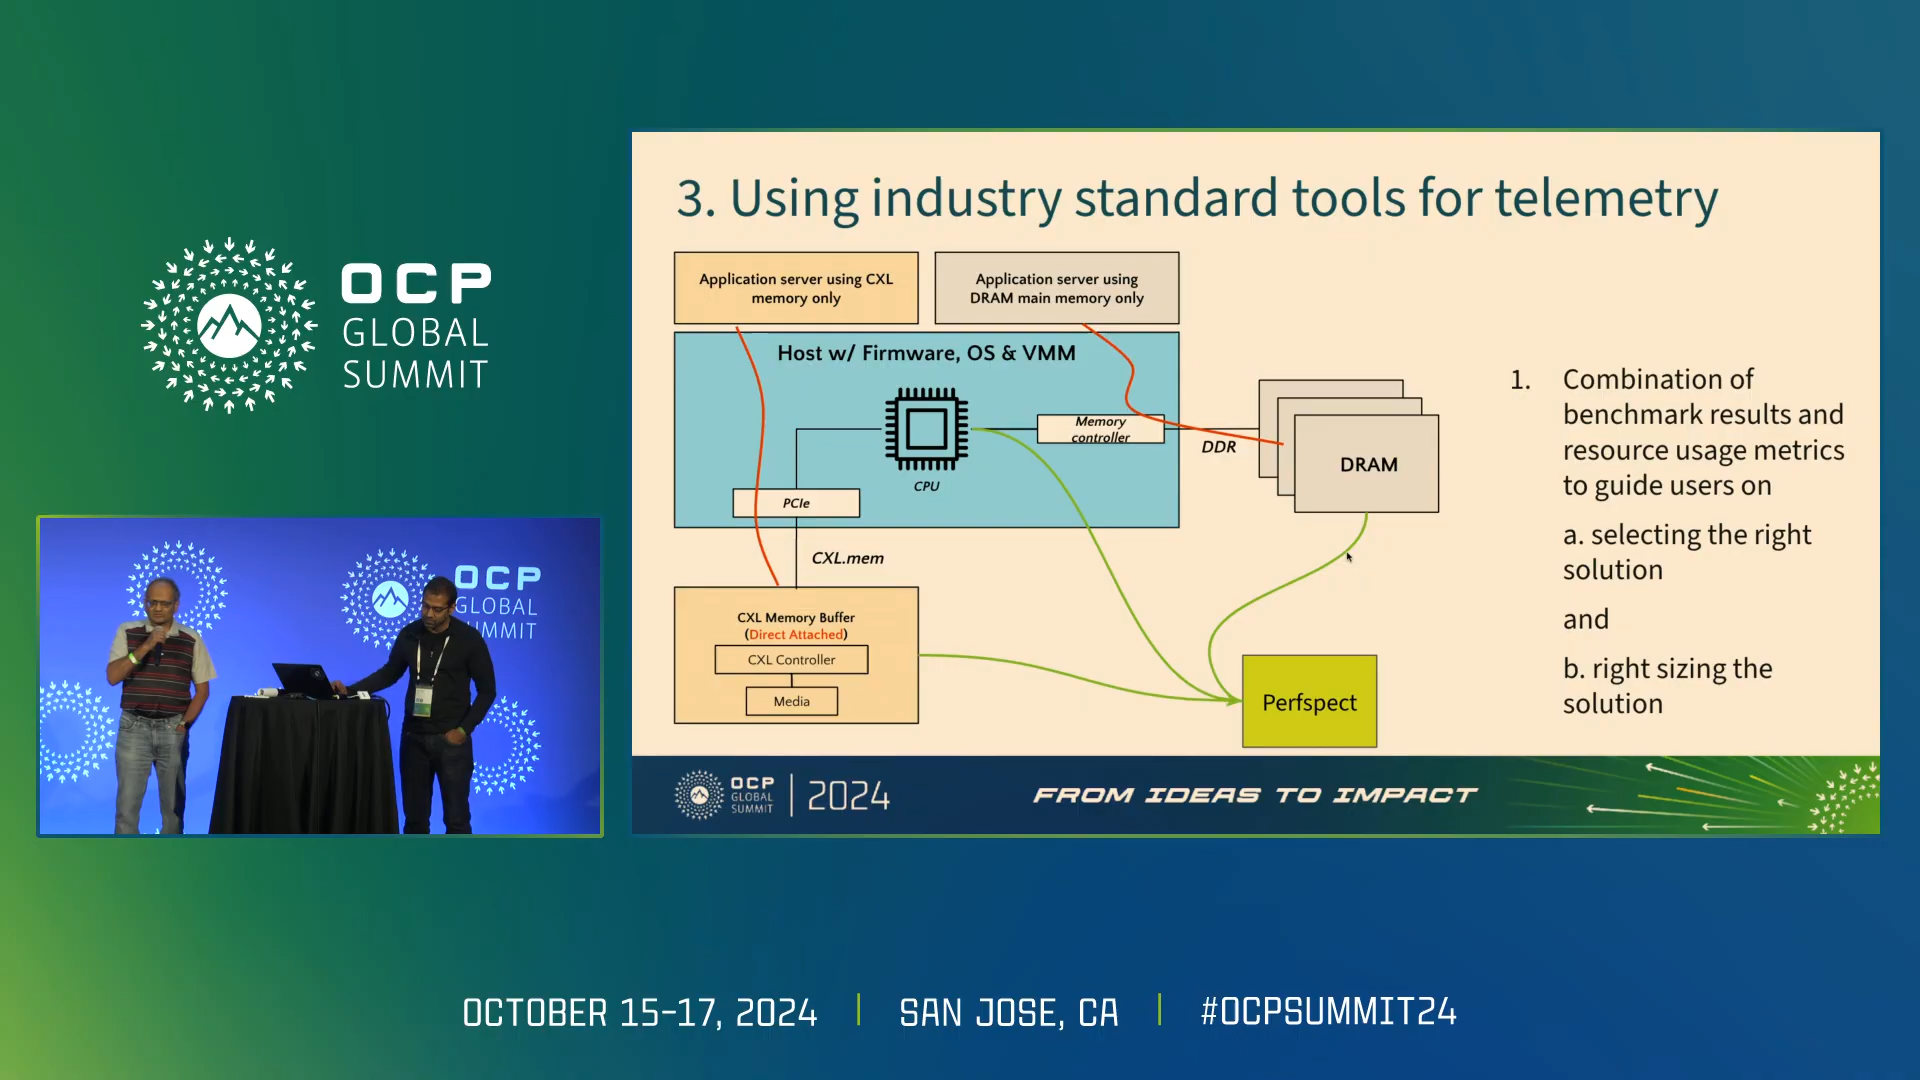 OCP
GLOBAL
SUMMIT
3. Using industry standard tools for telemetry
Application server using CXL
memory only
Application server using
DRAM main memory only
Host w/ Firmware, OS & VMM
CPU
Memory
controller
DDR
DRAM
PCIe
CXL.mem
CXL Memory Buffer
(Direct Attached)
CXL Controller
Media
Perfspect
1. Combination of
benchmark results and
resource usage metrics
to guide users on
a. selecting the right
solution
and
b. right sizing the
solution
OCP
GLOBAL
SUMMIT
2024
FROM IDEAS TO IMPACT
OCP
GLOBAL
SUMMIT
OCTOBER 15-17, 2024
SAN JOSE, CA
#OCPSUMMIT24